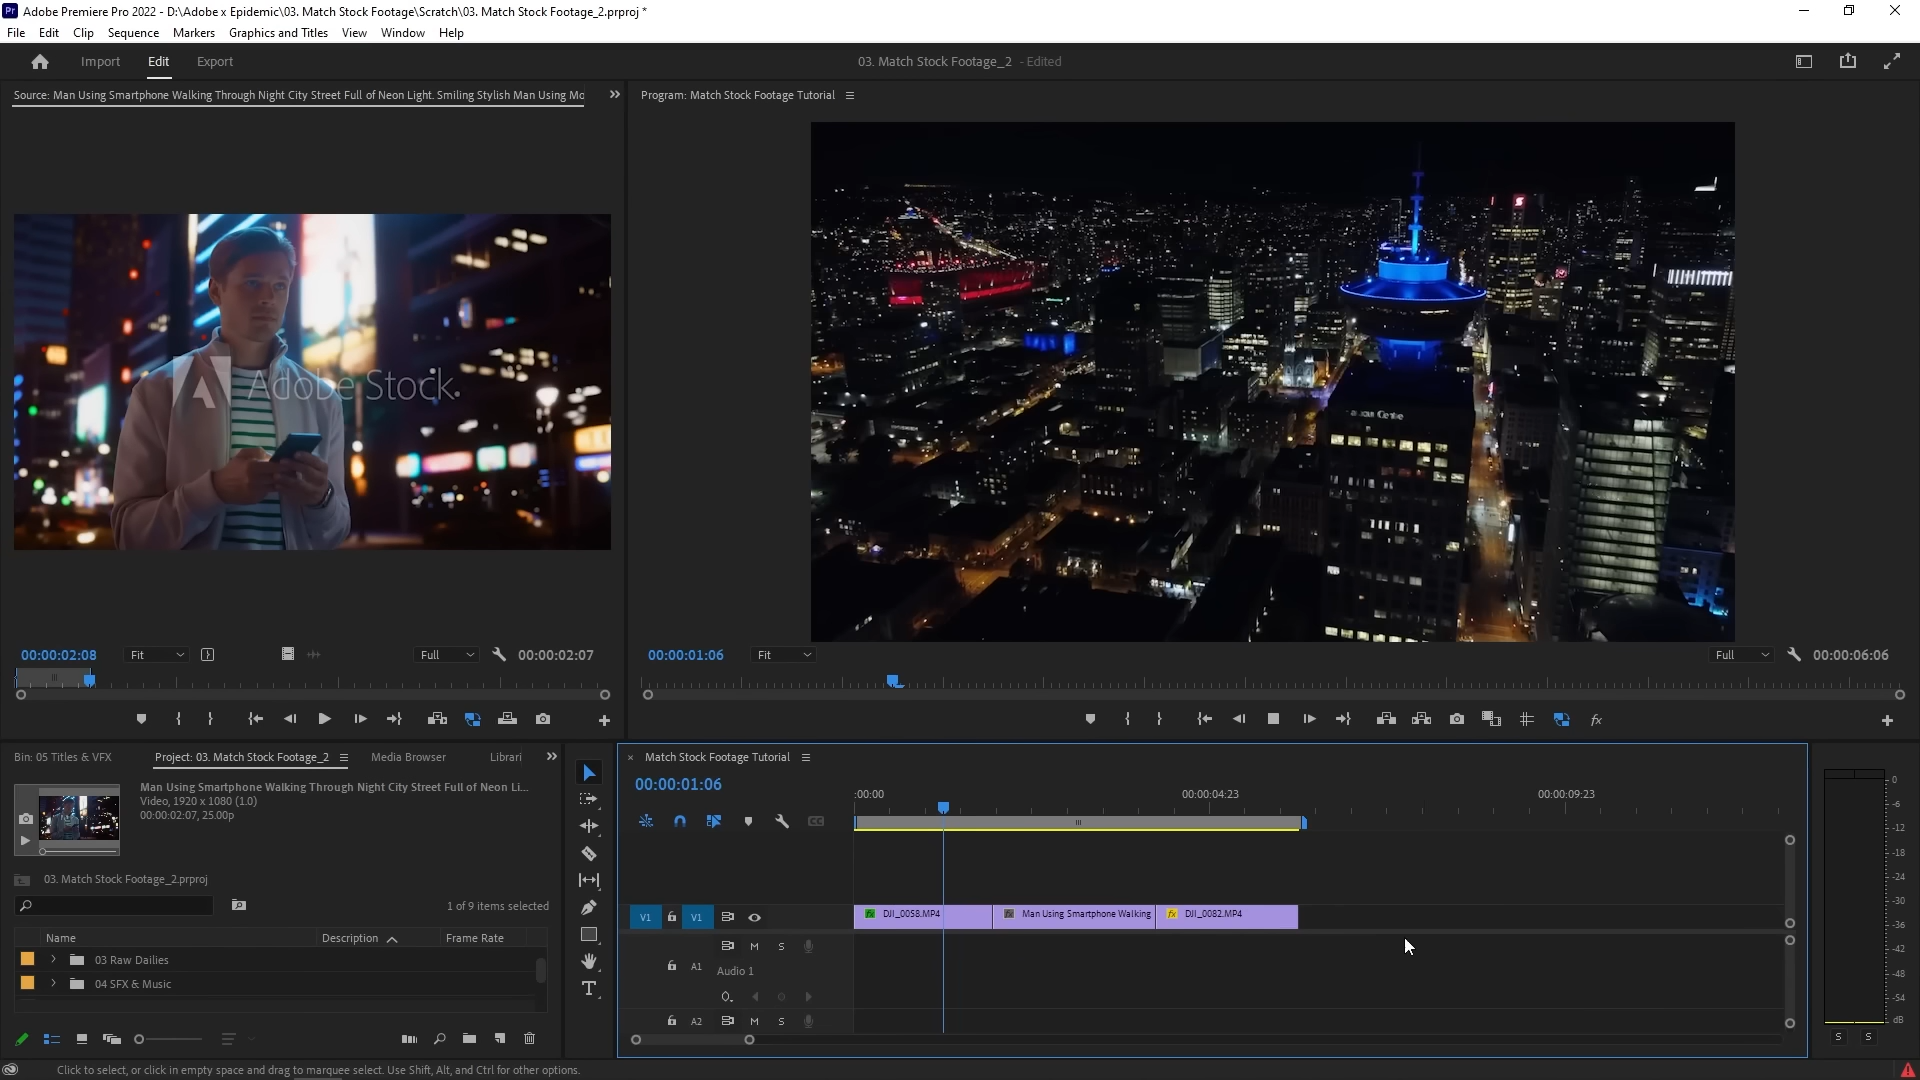 Pr Adobe Premiere Pro 2022 - D:\Adobe x Epidemic\03. Match Stock Footage\Scratch\03. Match Stock Footage_2.prproj *
File Edit Clip Sequence Markers Graphics and Titles View Window Help
Import Edit Export 03. Match Stock Footage_2 - Edited
Source: Man Using Smartphone Walking Through Night City Street Full of Neon Light. Smiling Stylish Man Using Mo
Program: Match Stock Footage Tutorial
Adobe Stock
00:00:02:08 Fit Full 00:00:02:07
00:00:01:06 Fit Full 00:00:06:06
fx
Bin: 05 Titles & VFX Project: 03. Match Stock Footage_2 Media Browser Librari
Man Using Smartphone Walking Through Night City Street Full of Neon Li...
Video, 1920 x 1080 (1.0)
00:00:02:07, 25.00p
03. Match Stock Footage_2.prproj
1 of 9 items selected
Name Description Frame Rate
03 Raw Dailies
04 SFX & Music
T
× Match Stock Footage Tutorial
00:00:01:06
:00:00 00:00:04:23 00:00:09:23
CC
V1 V1
fx DJI_0058.MP4 fx Man Using Smartphone Walking fx DJI_0082.MP4
M S
A1 Audio 1
A2 M S
0
-6
-12
-18
-24
-30
-36
-42
-48
-54
dB
S S
Click to select, or click in empty space and drag to marquee select. Use Shift, Alt, and Ctrl for other options.